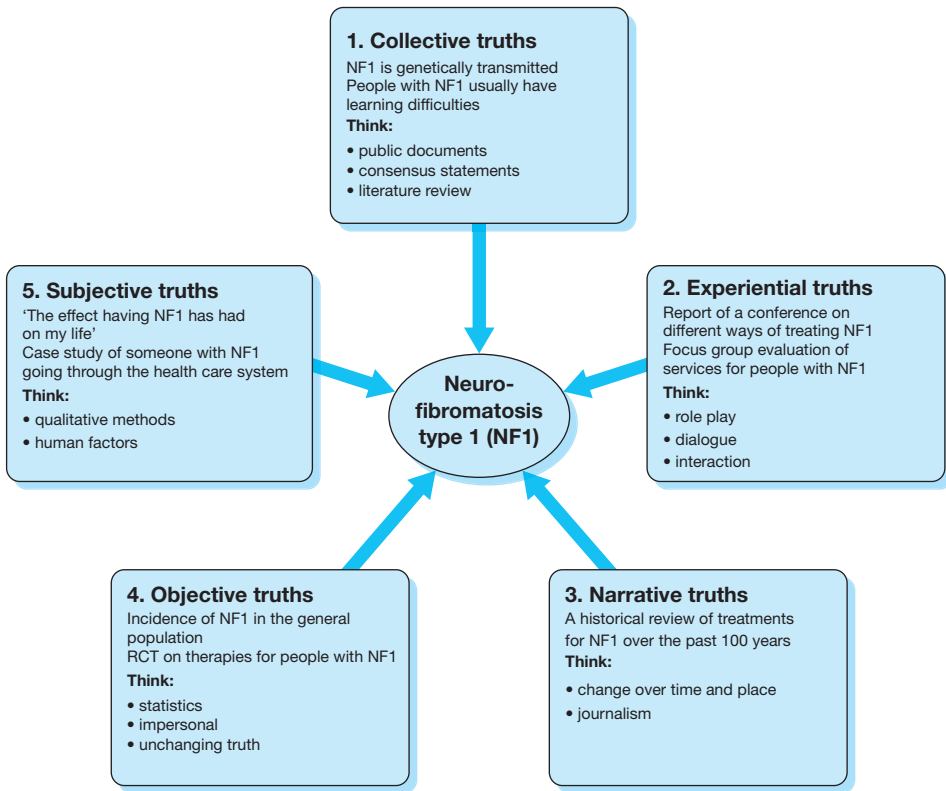 1. Collective truths
NF1 is genetically transmitted
People with NF1 usually have
learning difficulties
Think:
• public documents
• consensus statements
• literature review
5. Subjective truths
‘The effect having NF1 has had
on my life’
Case study of someone with NF1
going through the health care system
Think:
• qualitative methods
• human factors
2. Experiential truths
Report of a conference on
different ways of treating NF1
Focus group evaluation of
services for people with NF1
Think:
• role play
• dialogue
• interaction
Neuro-
fibromatosis
type 1 (NF1)
4. Objective truths
Incidence of NF1 in the general
population
RCT on therapies for people with NF1
Think:
• statistics
• impersonal
• unchanging truth
3. Narrative truths
A historical review of treatments
for NF1 over the past 100 years
Think:
• change over time and place
• journalism